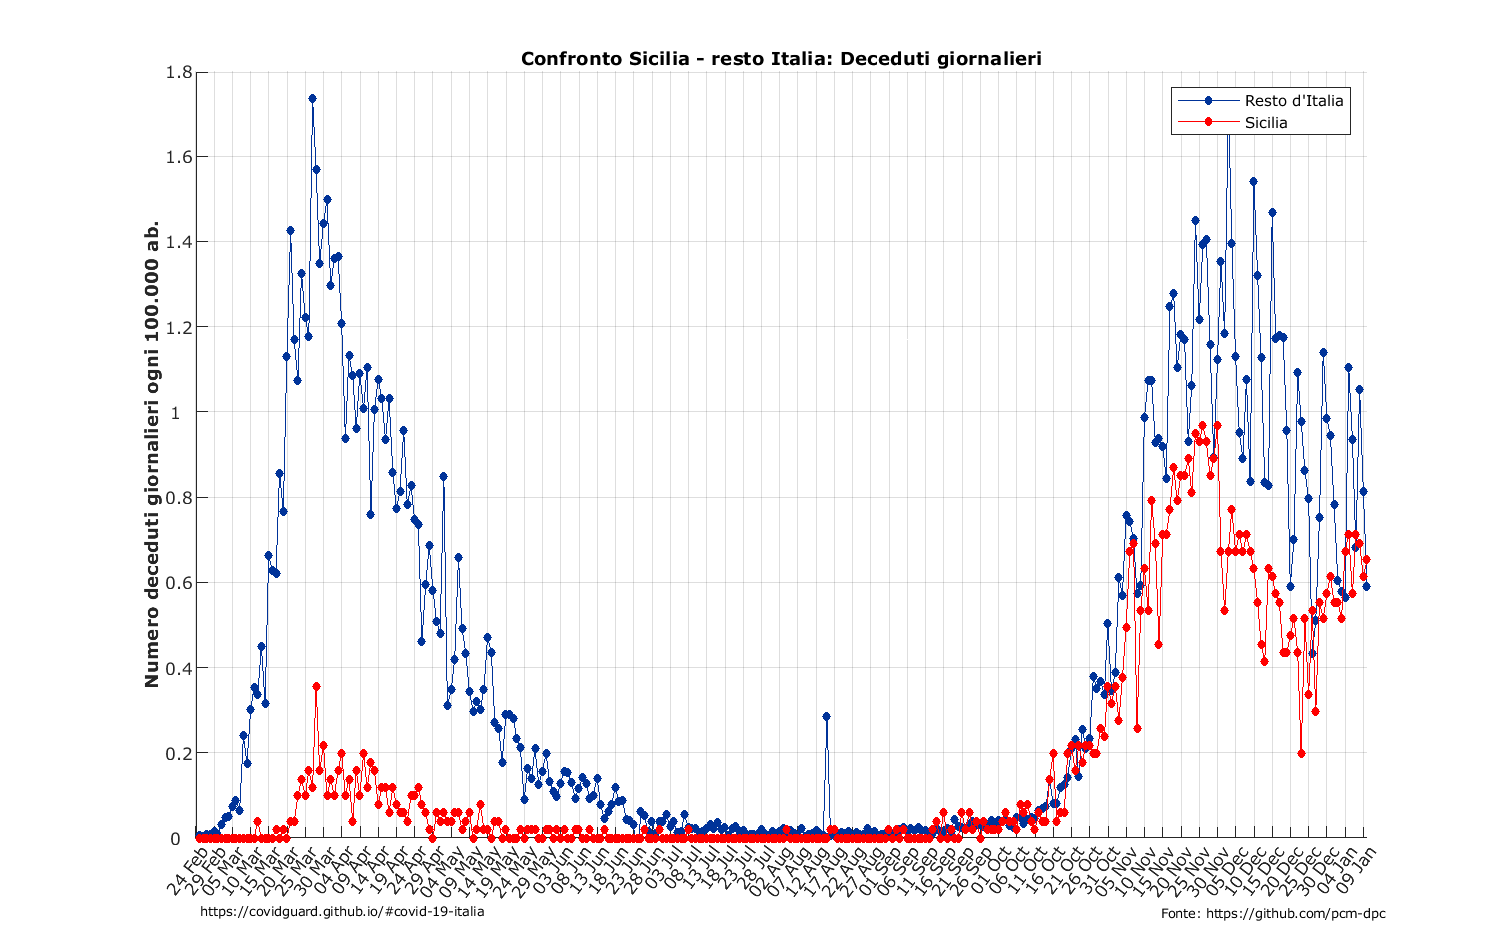 Confronto Sicilia - resto Italia: Deceduti giornalieri
Numero deceduti giornalieri ogni 100.000 ab.
1.8
1.6
1.4
1.2
1
0.8
0.6
0.4
0.2
0
Resto d'Italia
Sicilia
24 Feb
29 Feb
05 Mar
10 Mar
15 Mar
20 Mar
25 Mar
30 Mar
04 Apr
09 Apr
14 Apr
19 Apr
24 Apr
29 Apr
04 May
09 May
14 May
19 May
24 May
29 May
03 Jun
08 Jun
13 Jun
18 Jun
23 Jun
28 Jun
03 Jul
08 Jul
13 Jul
18 Jul
23 Jul
28 Jul
02 Aug
07 Aug
12 Aug
17 Aug
22 Aug
27 Aug
01 Sep
06 Sep
11 Sep
16 Sep
21 Sep
26 Sep
01 Oct
06 Oct
11 Oct
16 Oct
21 Oct
26 Oct
31 Oct
05 Nov
10 Nov
15 Nov
20 Nov
25 Nov
30 Nov
05 Dec
10 Dec
15 Dec
20 Dec
25 Dec
30 Dec
04 Jan
09 Jan
https://covidguard.github.io/#covid-19-italia
Fonte: https://github.com/pcm-dpc